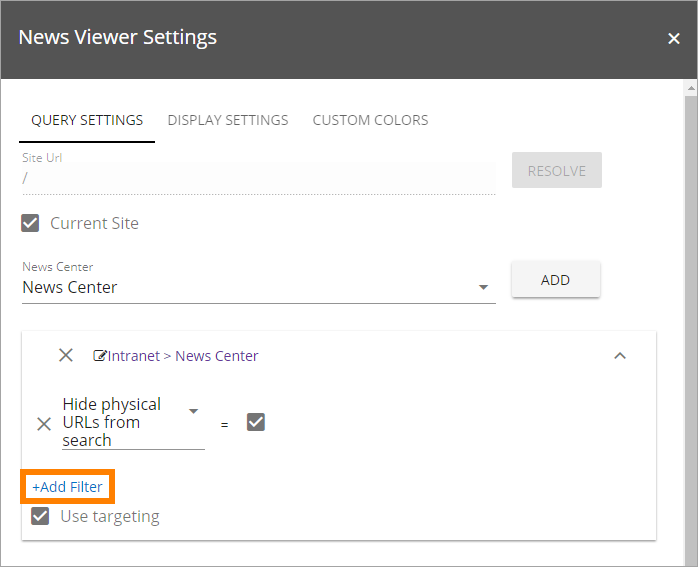 News Viewer Settings
QUERY SETTINGS DISPLAY SETTINGS CUSTOM COLORS
Site Url
/
RESOLVE
Current Site
News Center
News Center
ADD
Intranet > News Center
Hide physical
URLs from
search
=
+Add Filter
Use targeting